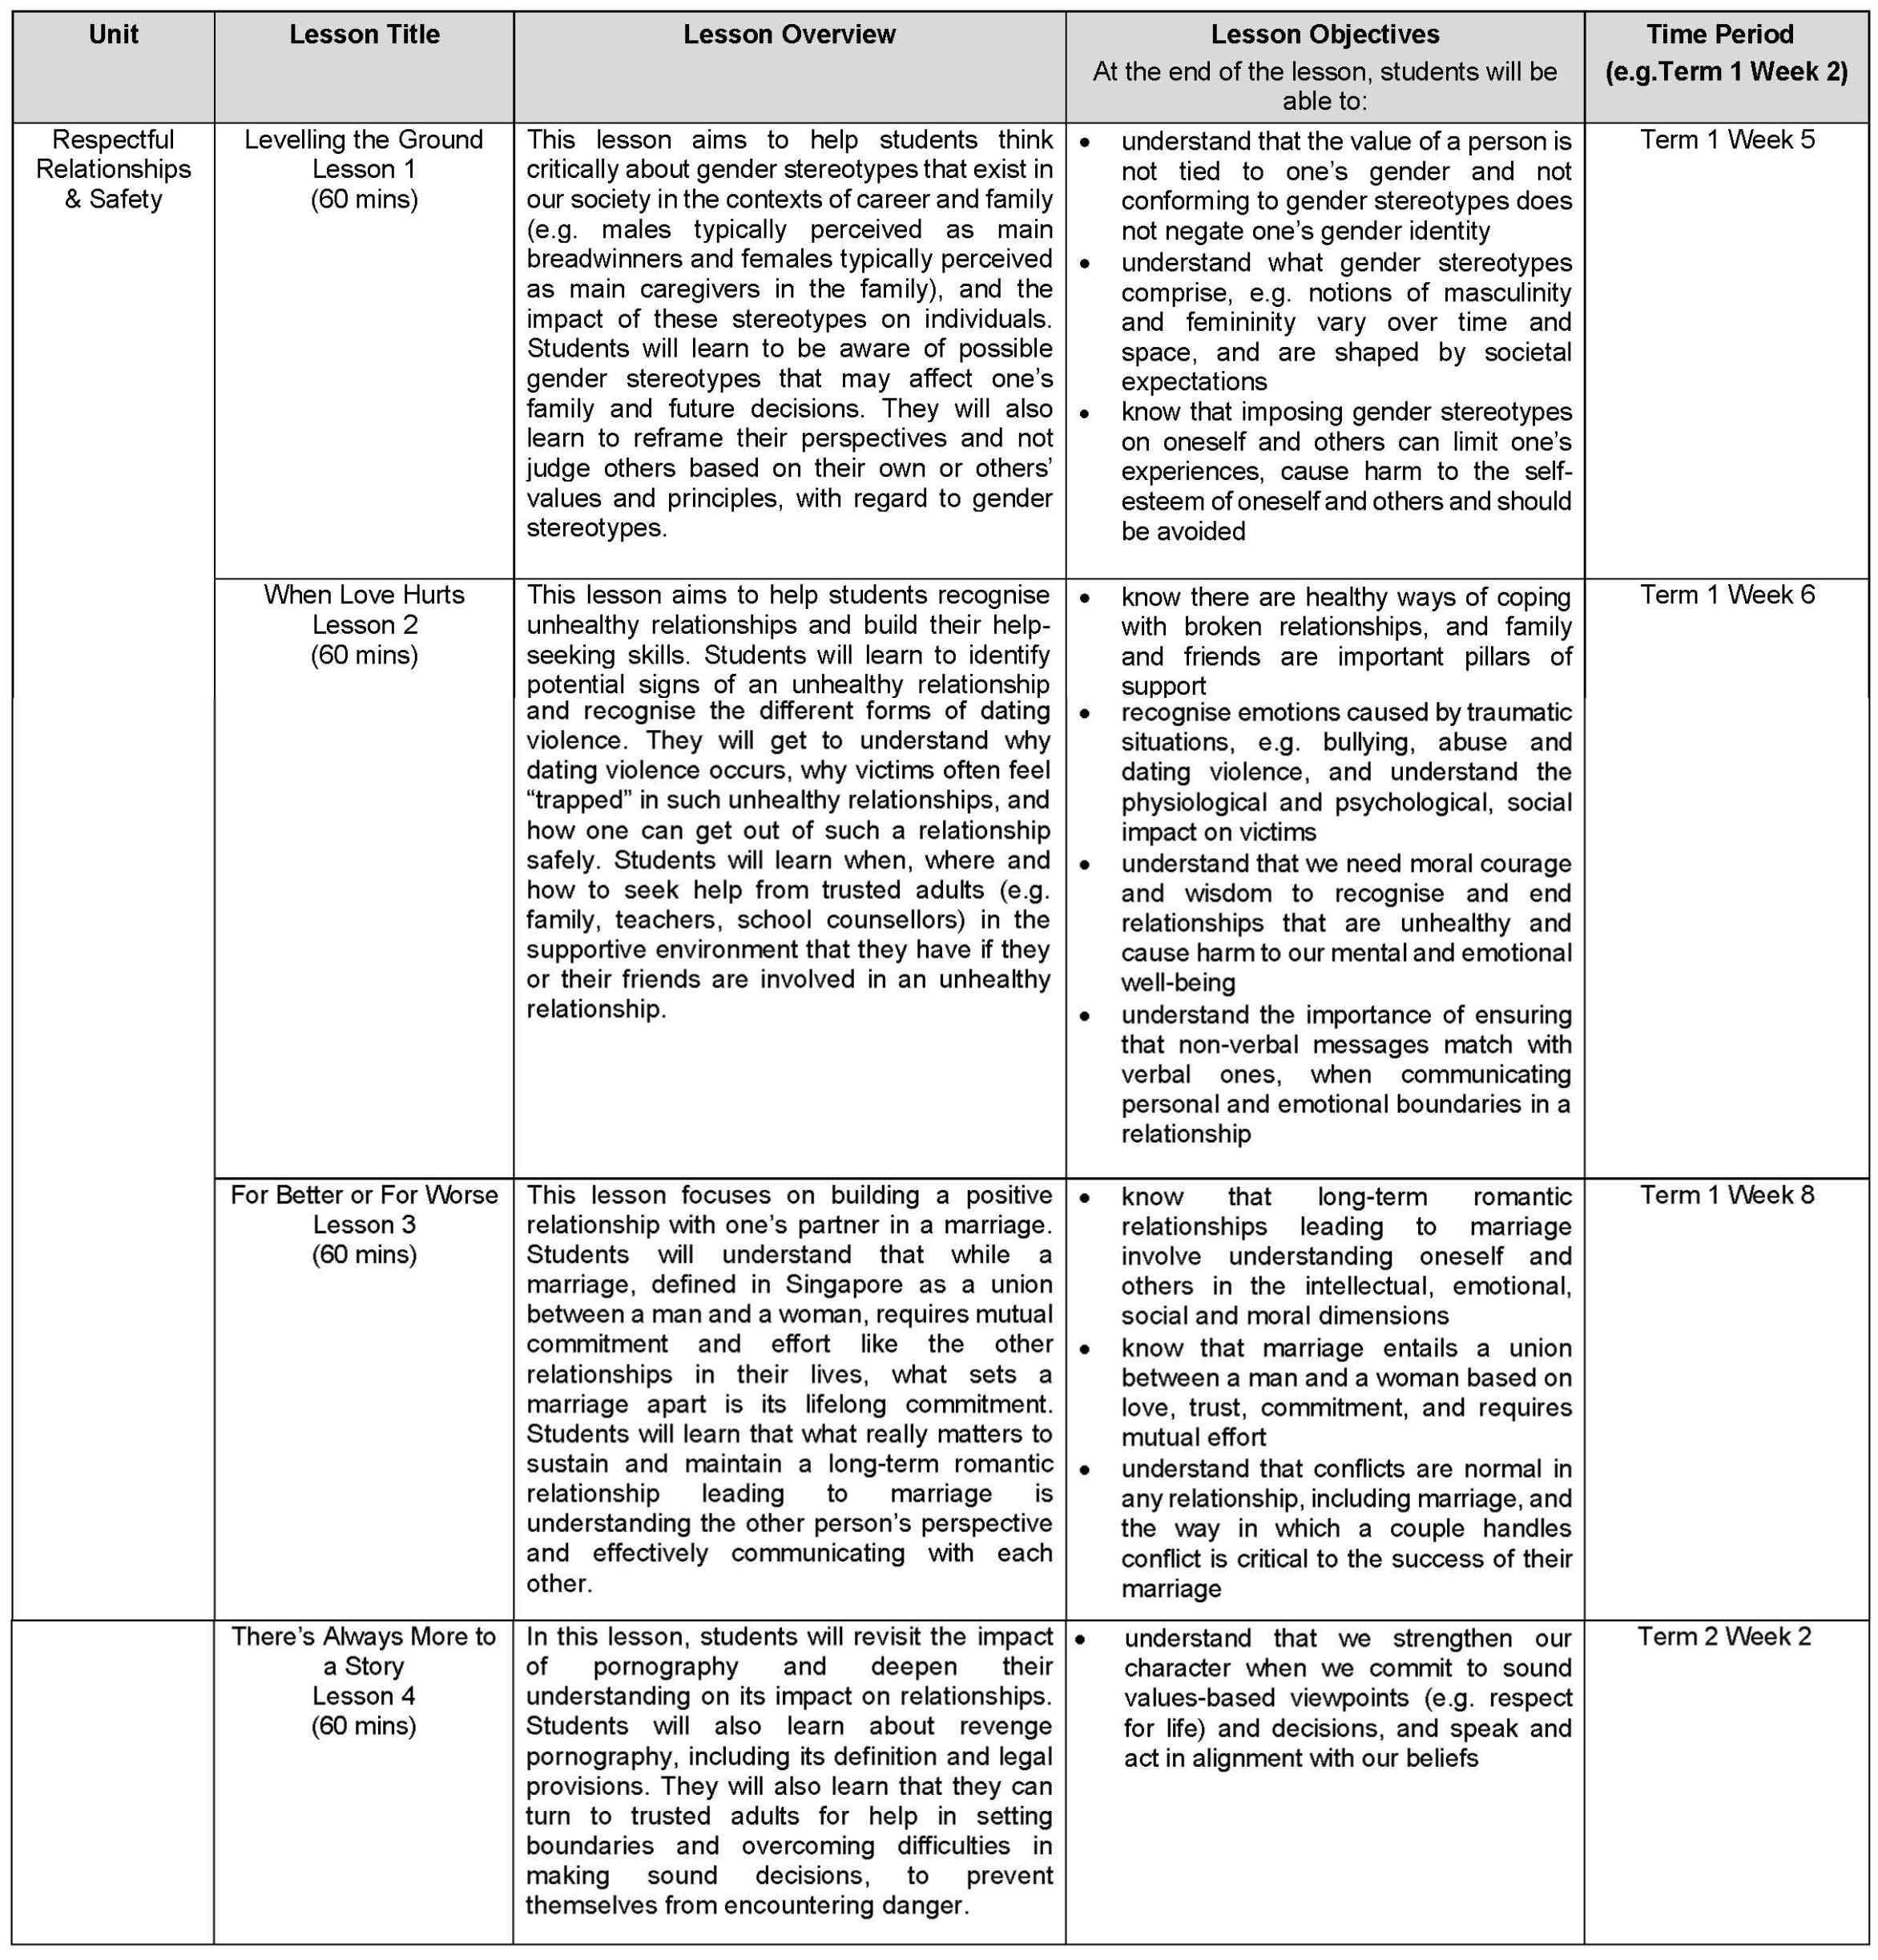 Unit
Lesson Title
Lesson Overview
Lesson Objectives
At the end of the lesson, students will be
able to:
Time Period
(e.g.Term 1 Week 2)
Respectful
Relationships
& Safety
Levelling the Ground
Lesson 1
(60 mins)
This lesson aims to help students think
critically about gender stereotypes that exist in
our society in the contexts of career and family
(e.g. males typically perceived as main
breadwinners and females typically perceived
as main caregivers in the family), and the
impact of these stereotypes on individuals.
Students will learn to be aware of possible
gender stereotypes that may affect one’s
family and future decisions. They will also
learn to reframe their perspectives and not
judge others based on their own or others’
values and principles, with regard to gender
stereotypes.
• understand that the value of a person is
not tied to one’s gender and not
conforming to gender stereotypes does
not negate one’s gender identity
• understand what gender stereotypes
comprise, e.g. notions of masculinity
and femininity vary over time and
space, and are shaped by societal
expectations
• know that imposing gender stereotypes
on oneself and others can limit one’s
experiences, cause harm to the self-
esteem of oneself and others and should
be avoided
Term 1 Week 5
When Love Hurts
Lesson 2
(60 mins)
This lesson aims to help students recognise
unhealthy relationships and build their help-
seeking skills. Students will learn to identify
potential signs of an unhealthy relationship
and recognise the different forms of dating
violence. They will get to understand why
dating violence occurs, why victims often feel
“trapped” in such unhealthy relationships, and
how one can get out of such a relationship
safely. Students will learn when, where and
how to seek help from trusted adults (e.g.
family, teachers, school counsellors) in the
supportive environment that they have if they
or their friends are involved in an unhealthy
relationship.
• know there are healthy ways of coping
with broken relationships, and family
and friends are important pillars of
support
• recognise emotions caused by traumatic
situations, e.g. bullying, abuse and
dating violence, and understand the
physiological and psychological, social
impact on victims
• understand that we need moral courage
and wisdom to recognise and end
relationships that are unhealthy and
cause harm to our mental and emotional
well-being
• understand the importance of ensuring
that non-verbal messages match with
verbal ones, when communicating
personal and emotional boundaries in a
relationship
Term 1 Week 6
For Better or For Worse
Lesson 3
(60 mins)
This lesson focuses on building a positive
relationship with one’s partner in a marriage.
Students will understand that while a
marriage, defined in Singapore as a union
between a man and a woman, requires mutual
commitment and effort like the other
relationships in their lives, what sets a
marriage apart is its lifelong commitment.
Students will learn that what really matters to
sustain and maintain a long-term romantic
relationship leading to marriage is
understanding the other person’s perspective
and effectively communicating with each
other.
• know that long-term romantic
relationships leading to marriage
involve understanding oneself and
others in the intellectual, emotional,
social and moral dimensions
• know that marriage entails a union
between a man and a woman based on
love, trust, commitment, and requires
mutual effort
• understand that conflicts are normal in
any relationship, including marriage, and
the way in which a couple handles
conflict is critical to the success of their
marriage
Term 1 Week 8
There’s Always More to
a Story
Lesson 4
(60 mins)
In this lesson, students will revisit the impact
of pornography and deepen their
understanding on its impact on relationships.
Students will also learn about revenge
pornography, including its definition and legal
provisions. They will also learn that they can
turn to trusted adults for help in setting
boundaries and overcoming difficulties in
making sound decisions, to prevent
themselves from encountering danger.
• understand that we strengthen our
character when we commit to sound
values-based viewpoints (e.g. respect
for life) and decisions, and speak and
act in alignment with our beliefs
Term 2 Week 2